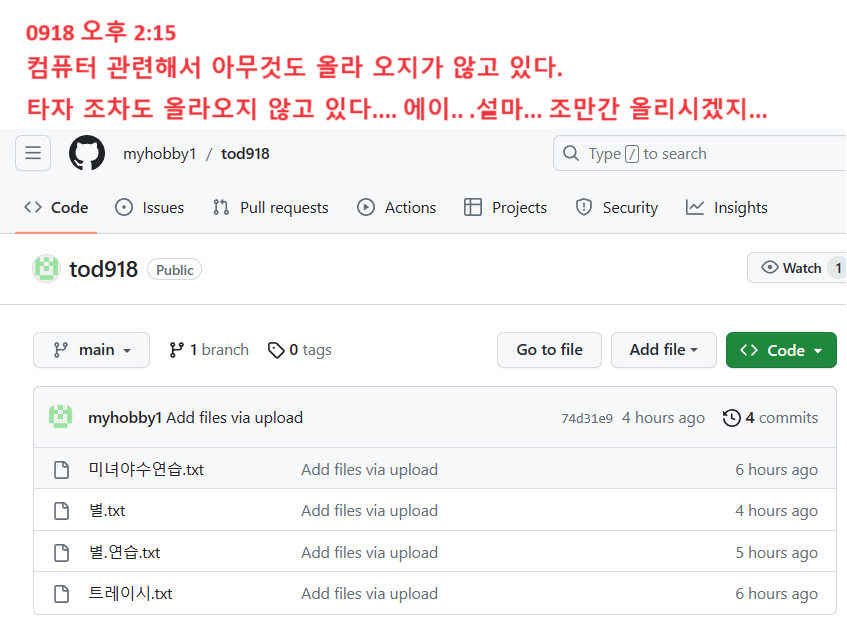 0918 오후 2:15
컴퓨터 관련해서 아무것도 올라 오지가 않고 있다.
타자 조차도 올라오지 않고 있다.... 에이.. .설마... 조만간 올리시겠지...
myhobby1 / tod918
Type / to search
Code Issues Pull requests Actions Projects Security Insights
tod918 Public
Watch 1
main 1 branch 0 tags Go to file Add file Code
myhobby1 Add files via upload 74d31e9 4 hours ago 4 commits
미녀야수연습.txt Add files via upload 6 hours ago
별.txt Add files via upload 4 hours ago
별.연습.txt Add files via upload 5 hours ago
트레이시.txt Add files via upload 6 hours ago